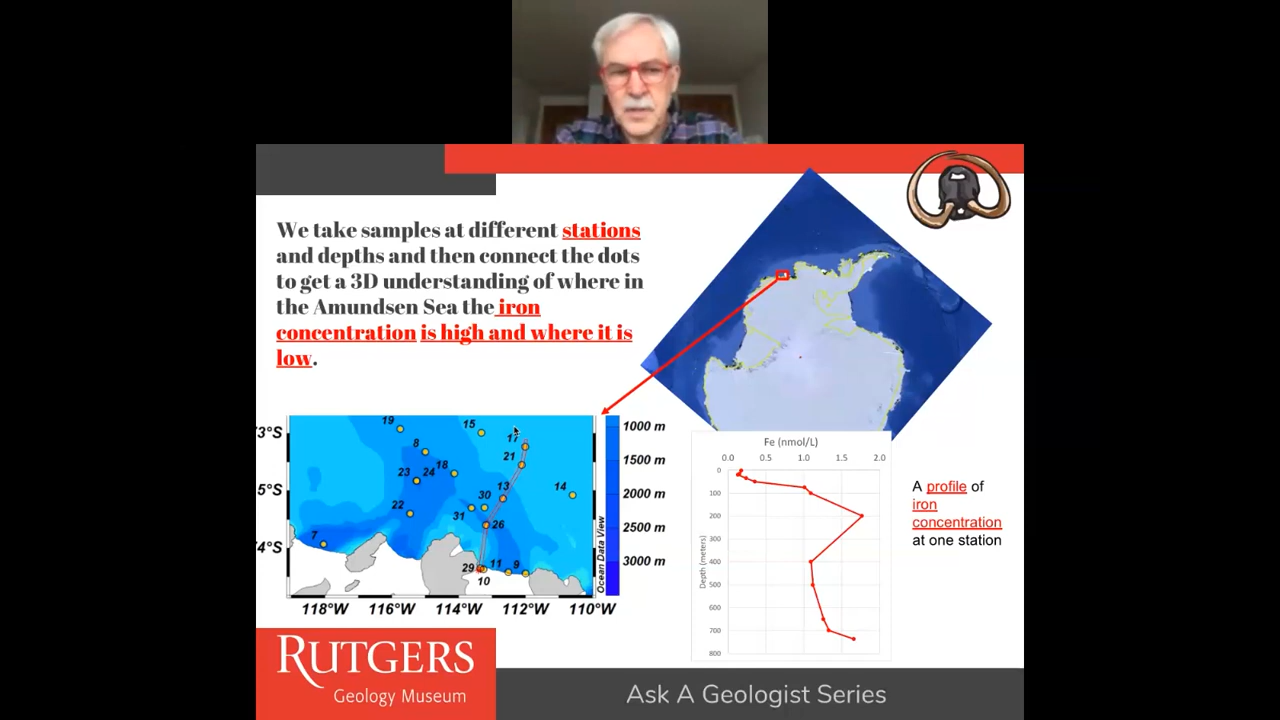 We take samples at different stations
and depths and then connect the dots
to get a 3D understanding of where in
the Amundsen Sea the iron
concentration is high and where it is
low.
3°S
5°S
4°S
19
15
17
8
21
18
23 24
13
14
30
22
31
26
7
29
11
9
10
118°W 116°W 114°W 112°W 110°W
1000 m
1500 m
2000 m
2500 m
3000 m
Ocean Data View
Fe (nmol/L)
0.0 0.5 1.0 1.5 2.0
Depth (meters)
0
100
200
300
400
500
600
700
800
A profile of
iron
concentration
at one station
RUTGERS
Geology Museum
Ask A Geologist Series